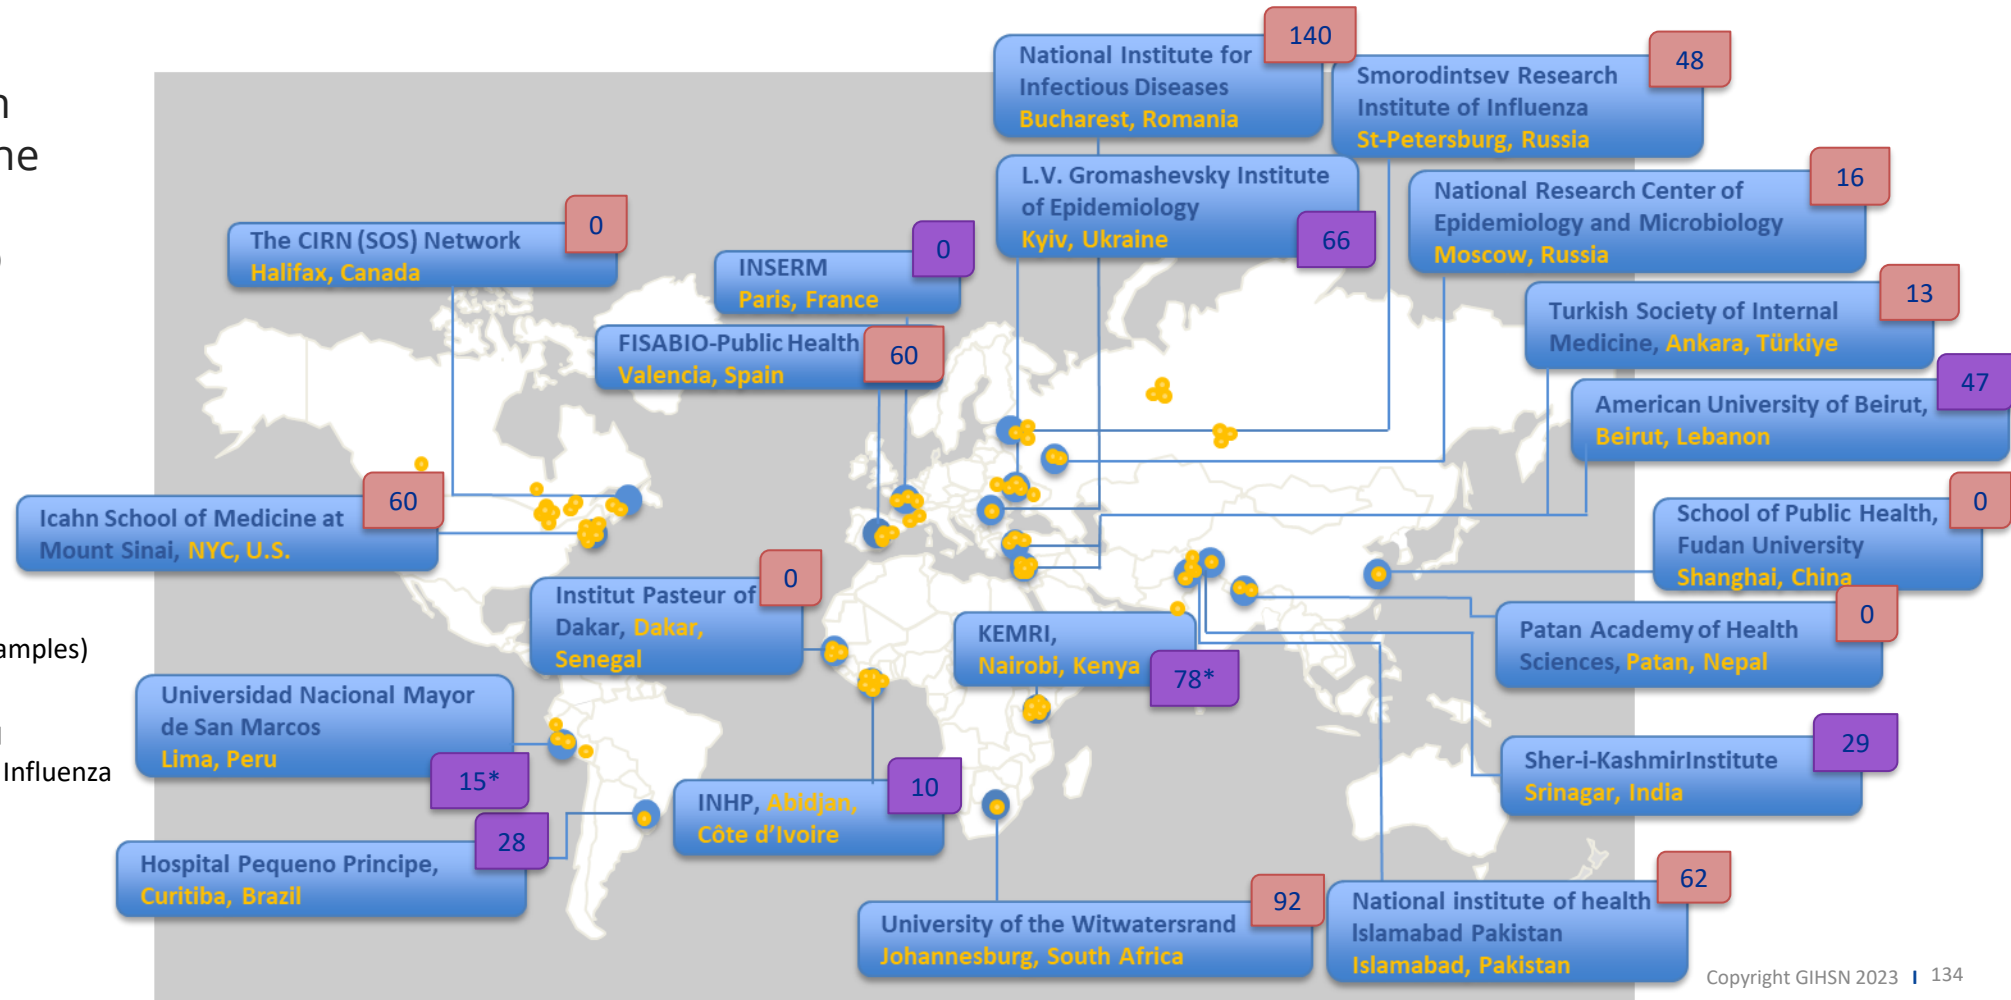 140
National Institute for
Infectious Diseases
Bucharest, Romania
48
Smorodintsev Research
Institute of Influenza
St-Petersburg, Russia
L.V. Gromashevsky Institute
of Epidemiology
Kyiv, Ukraine
66
16
National Research Center of
Epidemiology and Microbiology
Moscow, Russia
0
The CIRN (SOS) Network
Halifax, Canada
0
INSERM
Paris, France
13
Turkish Society of Internal
Medicine, Ankara, Türkiye
60
FISABIO-Public Health
Valencia, Spain
47
American University of Beirut,
Beirut, Lebanon
60
Icahn School of Medicine at
Mount Sinai, NYC, U.S.
0
School of Public Health,
Fudan University
Shanghai, China
0
Institut Pasteur of
Dakar, Dakar,
Senegal
KEMRI,
Nairobi, Kenya
78*
0
Patan Academy of Health
Sciences, Patan, Nepal
amples)
Influenza
Universidad Nacional Mayor
de San Marcos
Lima, Peru
15*
29
Sher-i-KashmirInstitute
Srinagar, India
10
INHP, Abidjan,
Côte d'Ivoire
28
Hospital Pequeno Principe,
Curitiba, Brazil
92
University of the Witwatersrand
Johannesburg, South Africa
62
National institute of health
Islamabad Pakistan
Islamabad, Pakistan
Copyright GIHSN 2023 I 134